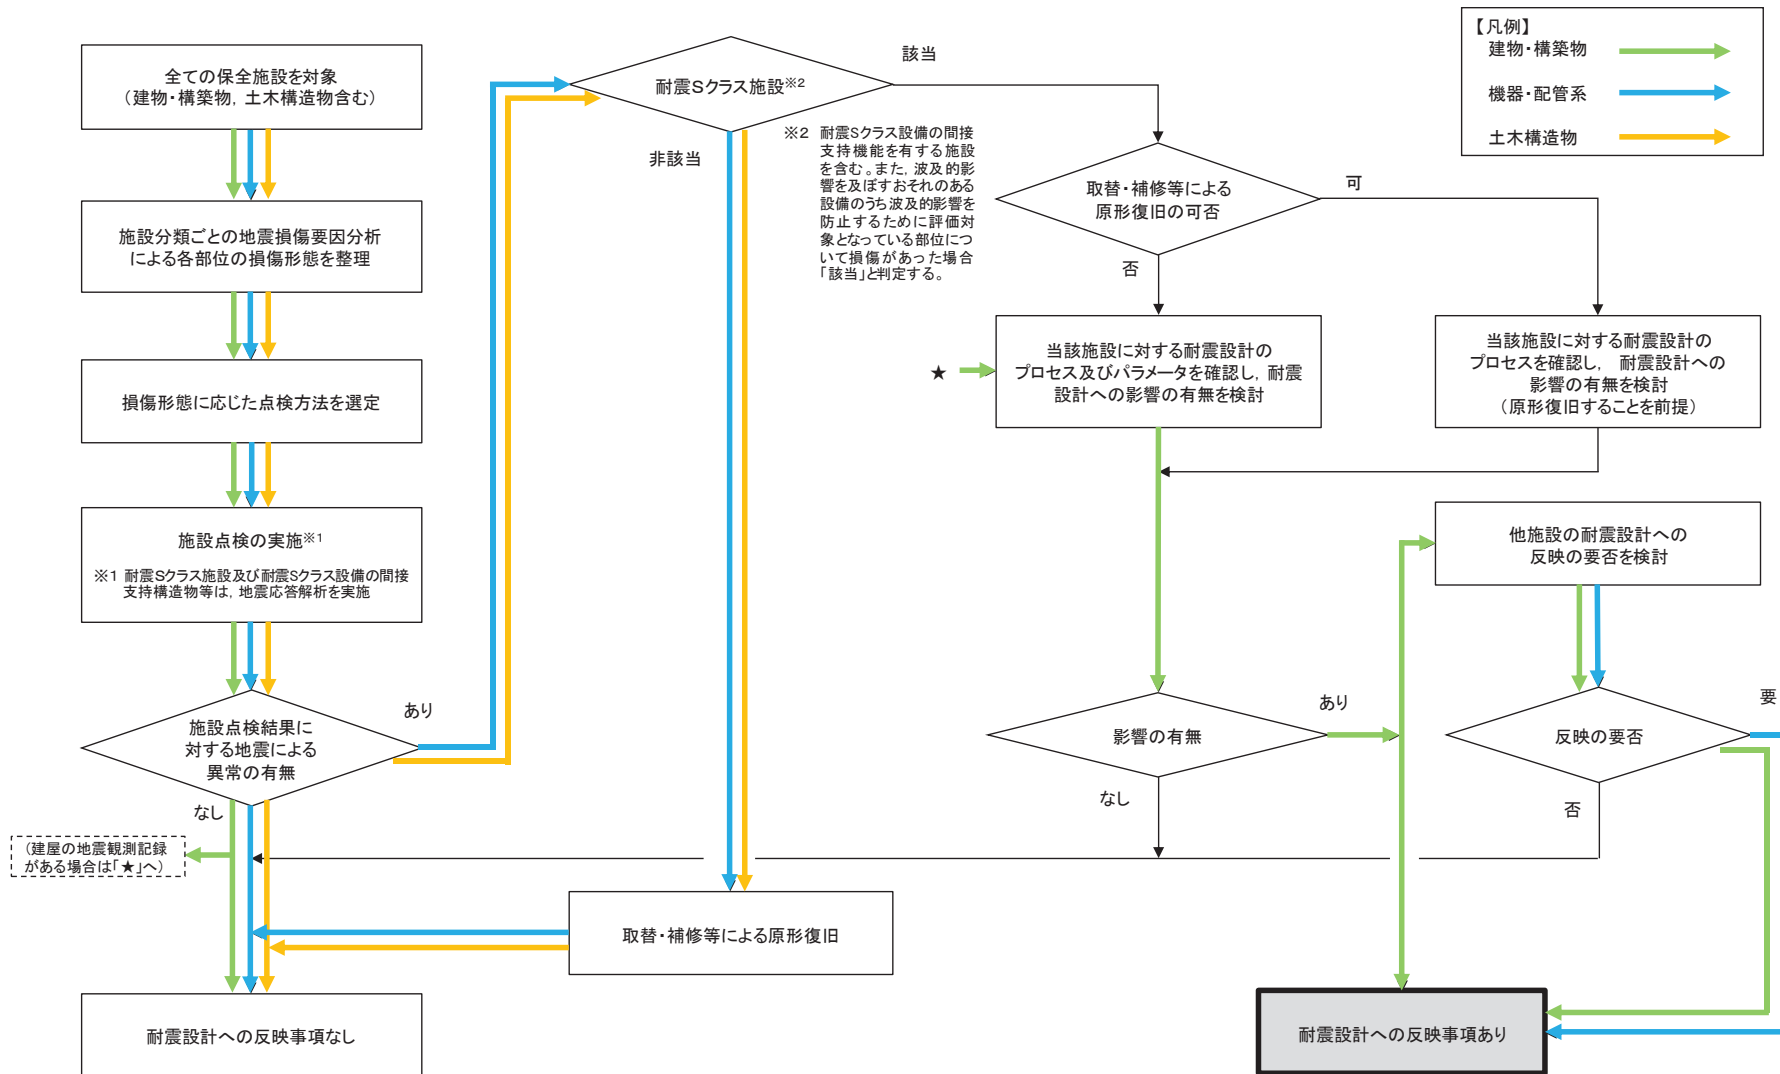 全ての保全施設を対象
(建物・構築物，土木構造物含む)
施設分類ごとの地震損傷要因分析
による各部位の損傷形態を整理
損傷形態に応じた点検方法を選定
施設点検の実施※1
※1 耐震Sクラス施設及び耐震Sクラス設備の間接
支持構造物等は，地震応答解析を実施
施設点検結果に
対する地震による
異常の有無
あり
なし
(建屋の地震観測記録
がある場合は「★」へ)
耐震設計への反映事項なし
耐震Sクラス施設※2
該当
非該当
※2 耐震Sクラス設備の間接
支持機能を有する施設
を含む。また，波及的影
響を及ぼすおそれのある
設備のうち波及的影響を
防止するために評価対
象となっている部位につ
いて損傷があった場合
「該当」と判定する。
取替・補修等による原形復旧
取替・補修等による
原形復旧の可否
可
否
★
当該施設に対する耐震設計の
プロセス及びパラメータを確認し，耐震
設計への影響の有無を検討
当該施設に対する耐震設計の
プロセスを確認し， 耐震設計への
影響の有無を検討
(原形復旧することを前提)
影響の有無
あり
なし
他施設の耐震設計への
反映の要否を検討
反映の要否
要
否
耐震設計への反映事項あり
【凡例】
建物・構築物
機器・配管系
土木構造物